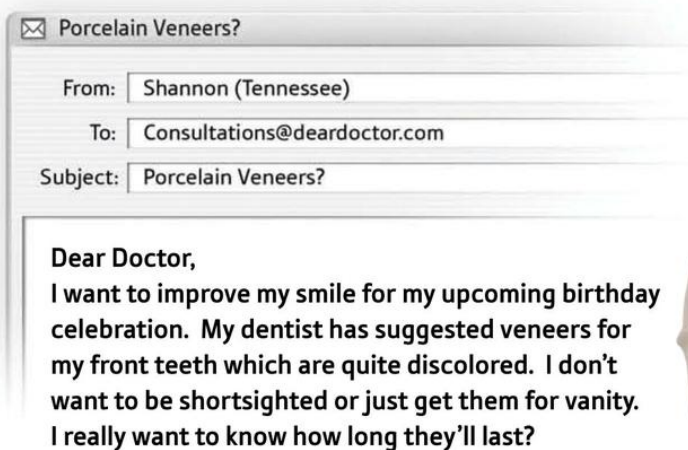 Porcelain Veneers?
From: Shannon (Tennessee)
To: Consultations@deardoctor.com
Subject: Porcelain Veneers?
Dear Doctor,
I want to improve my smile for my upcoming birthday
celebration. My dentist has suggested veneers for
my front teeth which are quite discolored. I don't
want to be shortsighted or just get them for vanity.
I really want to know how long they'll last?